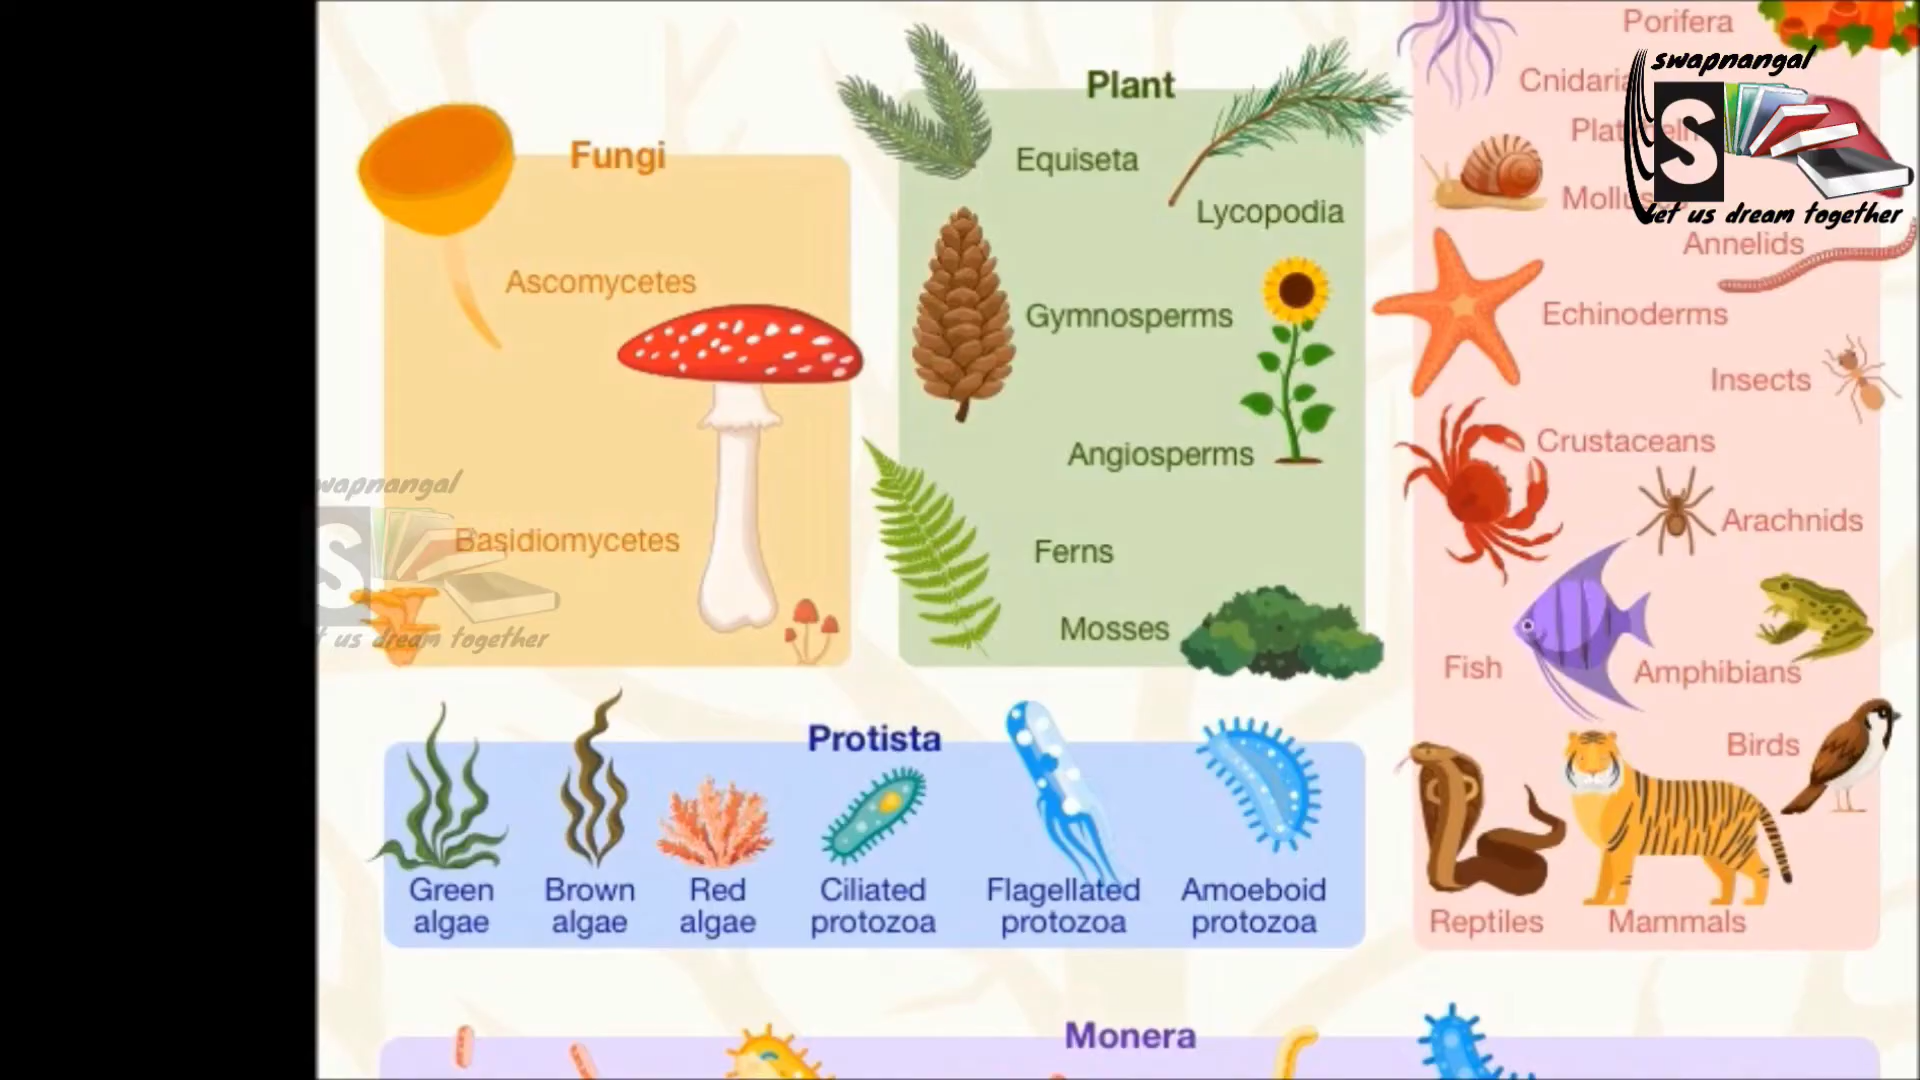 Porifera
swapnangal
Plant
Cnidaria
Fungi
Equiseta
Mollus
S
Lycopodia
let us dream together
Annelids
Ascomycetes
Gymnosperms
Echinoderms
Insects
Angiosperms
Crustaceans
swapnangal
Arachnids
Basidiomycetes
Ferns
S
Mosses
us dream together
Fish
Amphibians
Protista
Birds
Green
algae
Brown
algae
Red
algae
Ciliated
protozoa
Flagellated
protozoa
Amoeboid
protozoa
Reptiles
Mammals
Monera